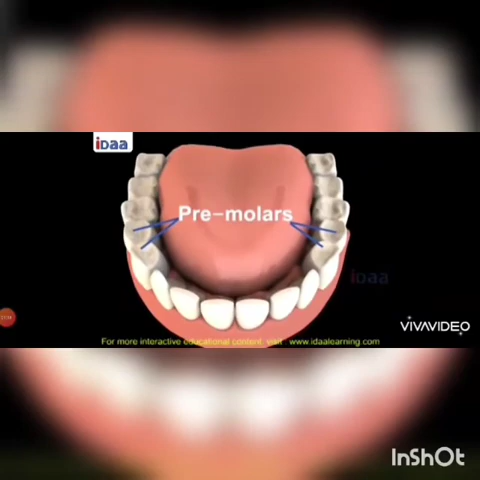 iDaa
Pre-molars
iDaa
VIVAVIDEO
For more interactive educational content visit : www.idaalearning.com
InShOt